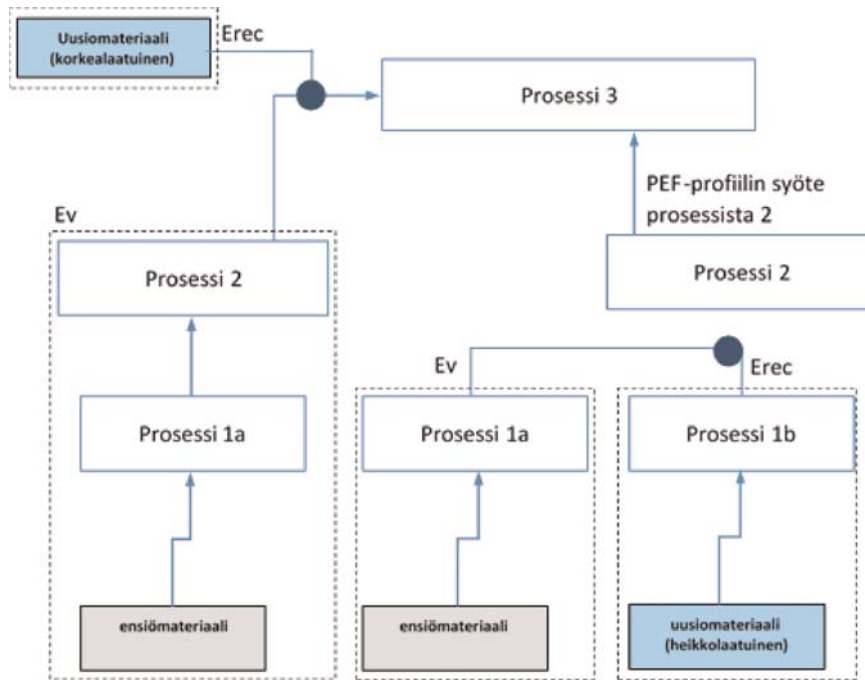 Uusiomateriaali
(korkealaatuinen)
Erec
Prosessi 3
PEF-profiilin syöte
prosessista 2
Ev
Prosessi 2
Prosessi 2
Ev
Erec
Prosessi 1a
Prosessi 1a
Prosessi 1b
ensiömateriaali
ensiömateriaali
uusiomateriaali
(heikkolaatuinen)